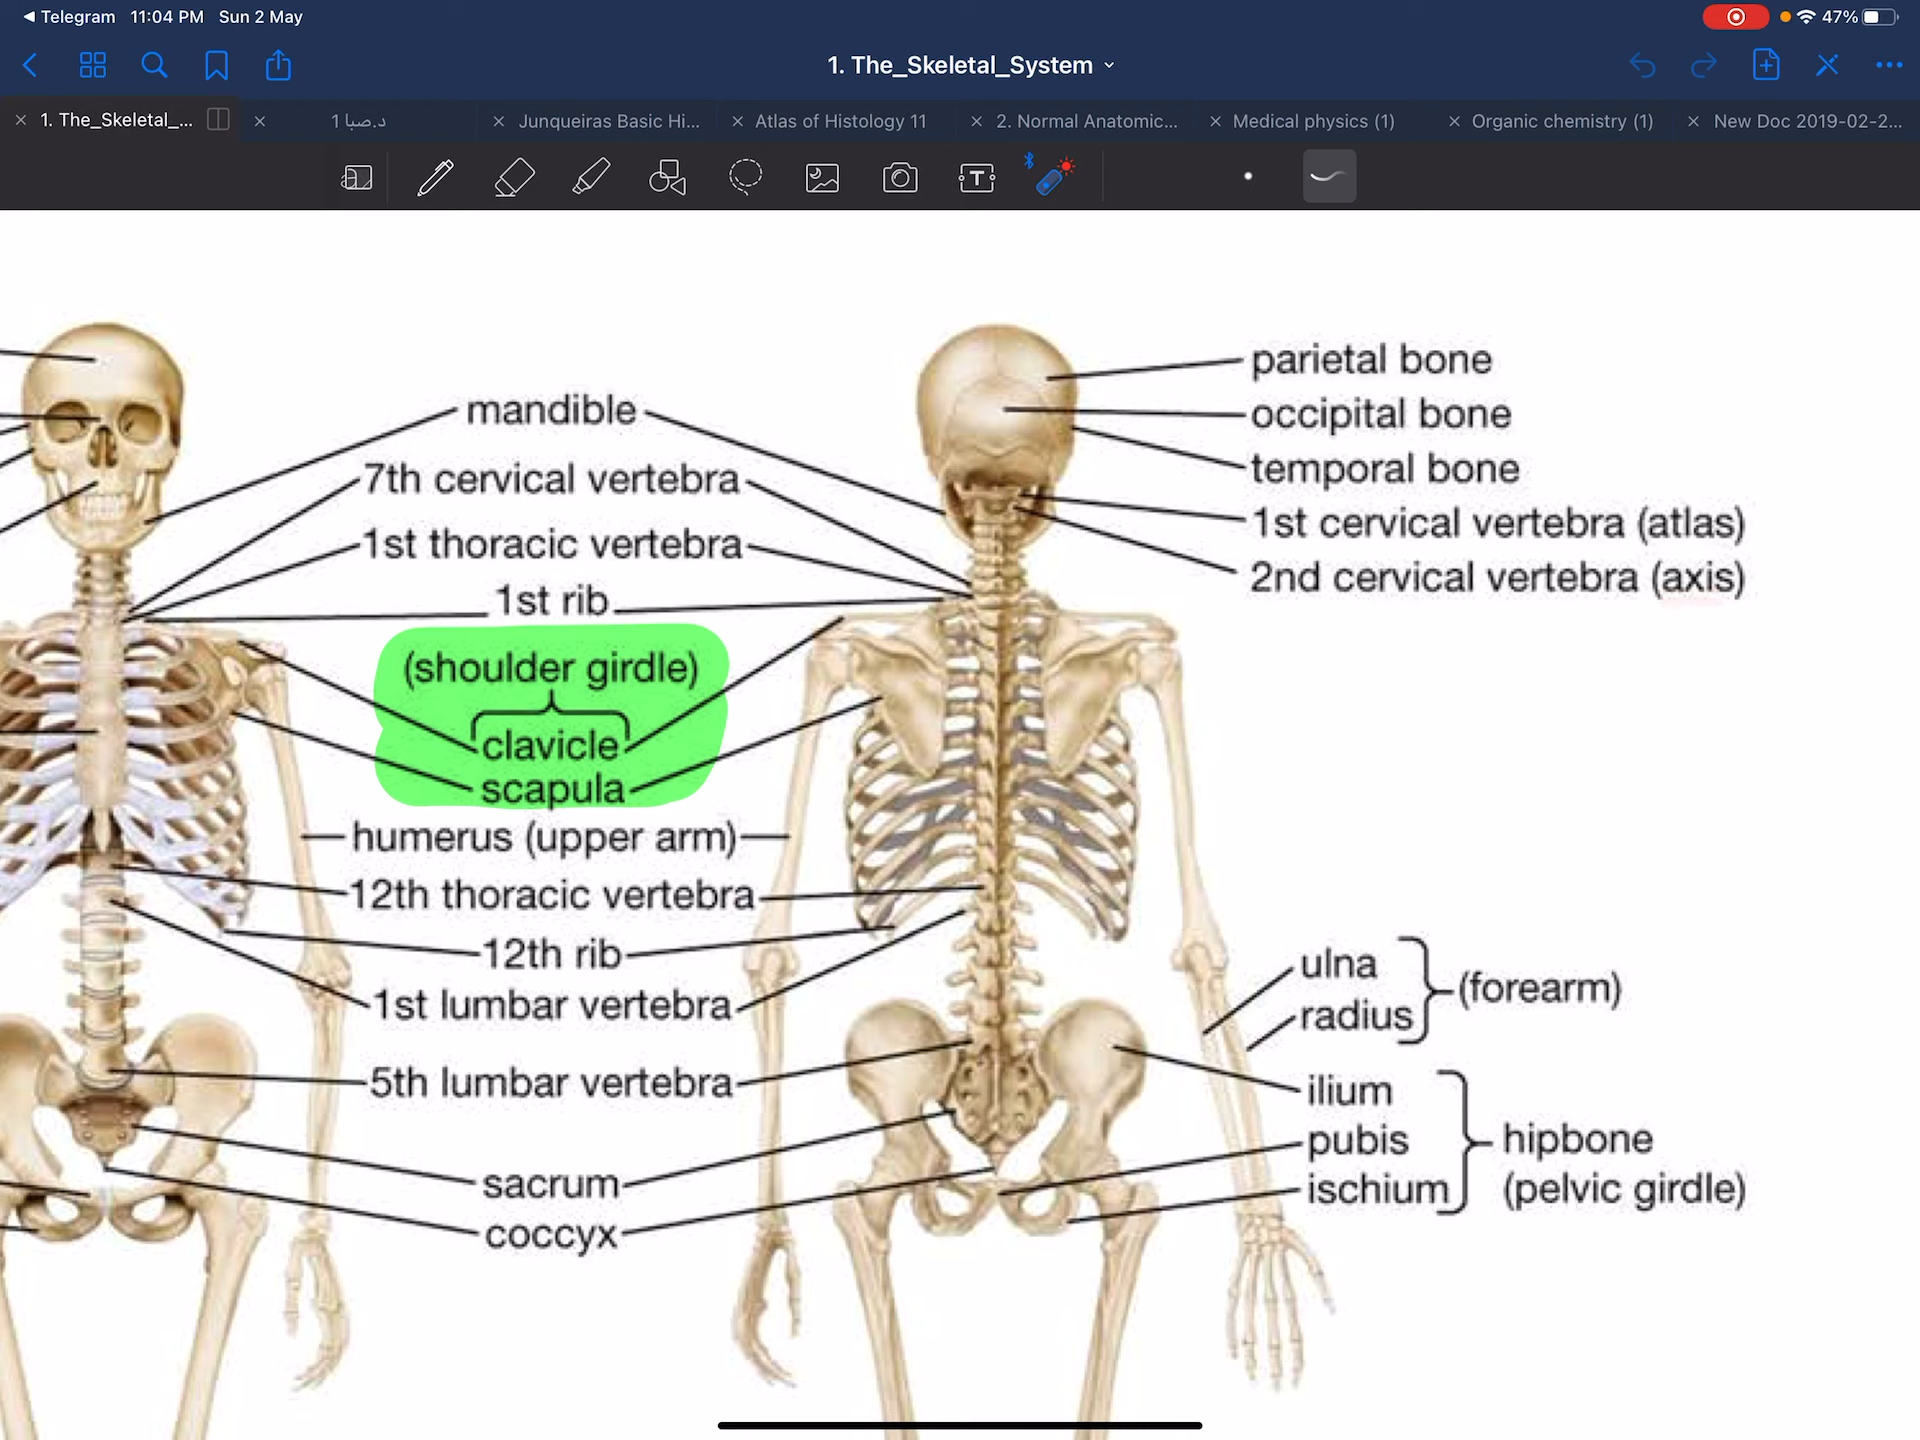 ◀ Telegram 11:04 PM Sun 2 May
47%
1. The_Skeletal_System
1. The_Skeletal_...
د.صبا 1
Junqueiras Basic Hi...
Atlas of Histology 11
2. Normal Anatomic...
Medical physics (1)
Organic chemistry (1)
New Doc 2019-02-2...
mandible
7th cervical vertebra
1st thoracic vertebra
1st rib
(shoulder girdle)
clavicle
scapula
humerus (upper arm)
12th thoracic vertebra
12th rib
1st lumbar vertebra
5th lumbar vertebra
sacrum
coccyx
parietal bone
occipital bone
temporal bone
1st cervical vertebra (atlas)
2nd cervical vertebra (axis)
ulna
radius
(forearm)
ilium
pubis
ischium
hipbone
(pelvic girdle)